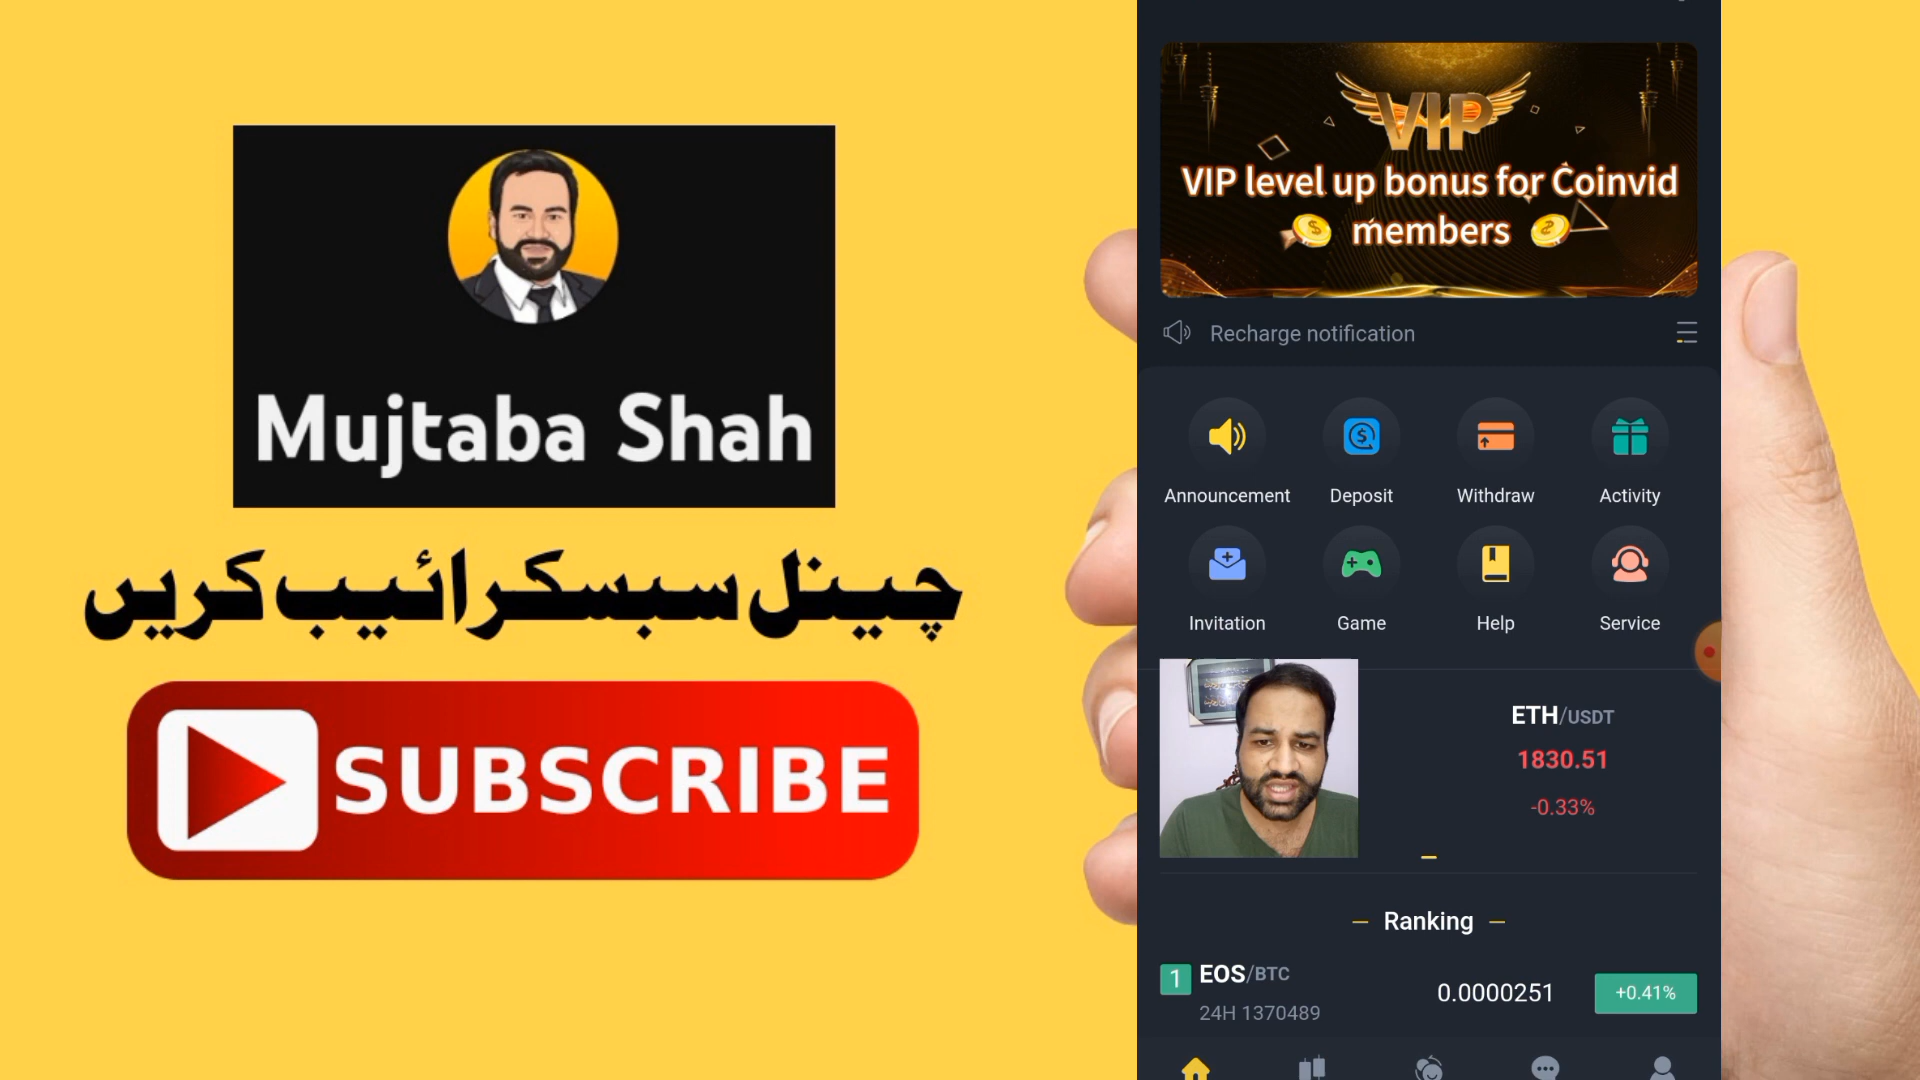 Mujtaba Shah
چینل سبسکرائیب کریں
SUBSCRIBE
VIP
VIP level up bonus for Coinvid
members
Recharge notification
Announcement
Deposit
Withdraw
Activity
Invitation
Game
Help
Service
ETH/USDT
1830.51
-0.33%
Ranking
1
EOS/BTC
0.0000251
+0.41%
24H 1370489